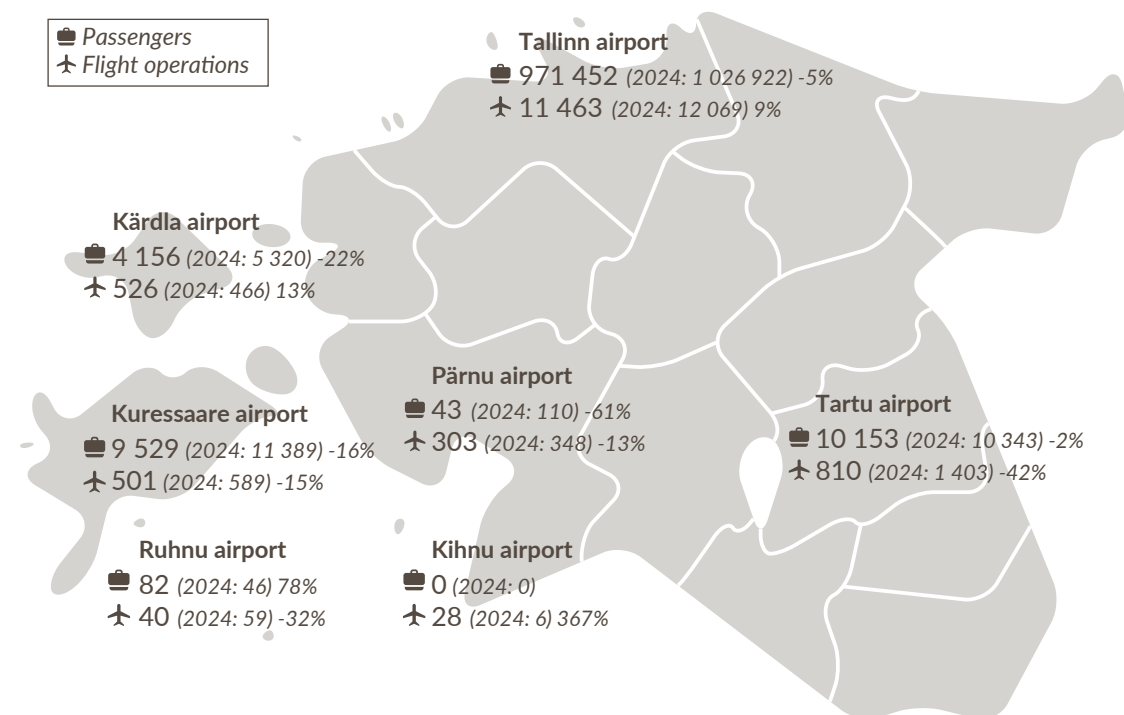 Passengers
Flight operations
Tallinn airport
971 452 (2024: 1 026 922) -5%
11 463 (2024: 12 069) 9%
Kärdla airport
4 156 (2024: 5 320) -22%
526 (2024: 466) 13%
Pärnu airport
43 (2024: 110) -61%
303 (2024: 348) -13%
Kuressaare airport
9 529 (2024: 11 389) -16%
501 (2024: 589) -15%
Tartu airport
10 153 (2024: 10 343) -2%
810 (2024: 1 403) -42%
Ruhnu airport
82 (2024: 46) 78%
40 (2024: 59) -32%
Kihnu airport
0 (2024: 0)
28 (2024: 6) 367%